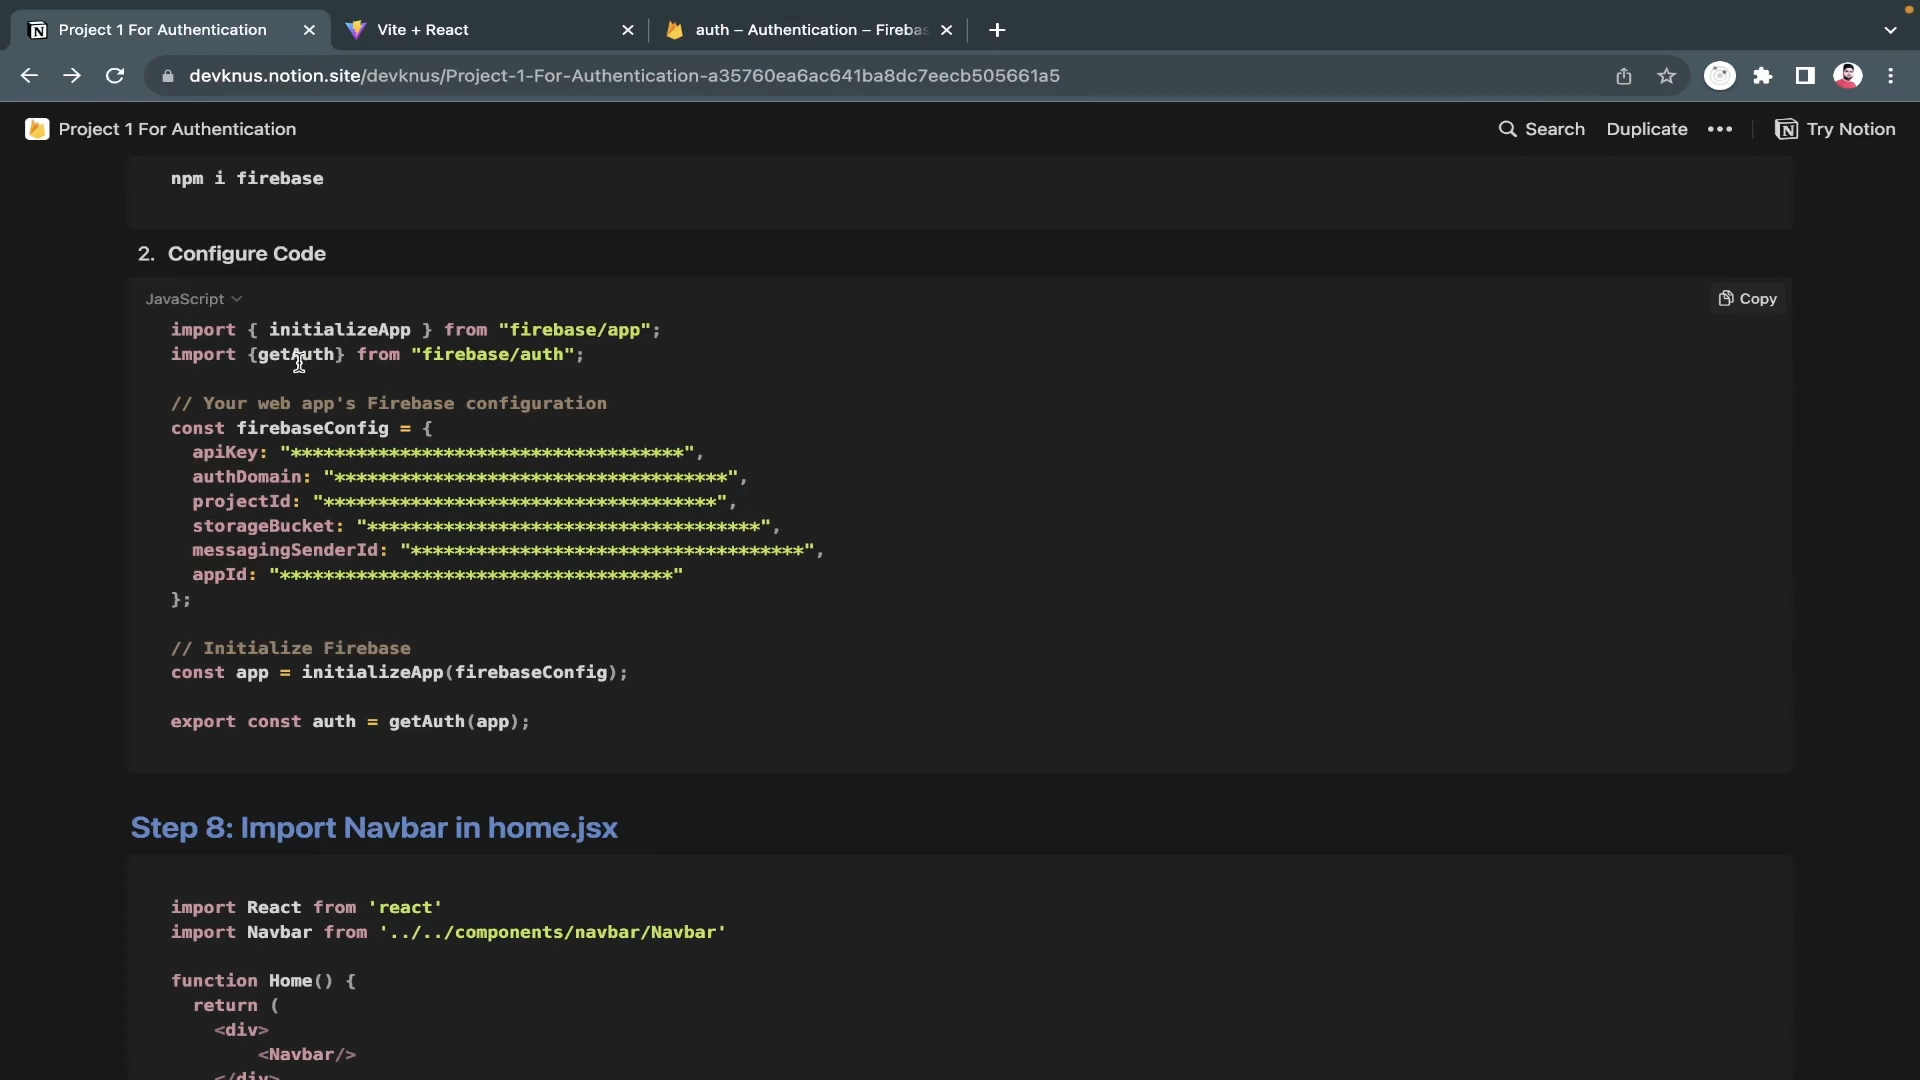 Project 1 For Authentication
Vite + React
auth – Authentication – Firebas
devknus.notion.site/devknus/Project-1-For-Authentication-a35760ea6ac641ba8dc7eecb505661a5
Project 1 For Authentication
Search
Duplicate
Try Notion
npm i firebase
2. Configure Code
JavaScript
Copy
import { initializeApp } from "firebase/app";
import {getAuth} from "firebase/auth";
// Your web app's Firebase configuration
const firebaseConfig = {
apiKey: "************************************",
authDomain: "************************************",
projectId: "************************************",
storageBucket: "************************************",
messagingSenderId: "************************************",
appId: "************************************"
};
// Initialize Firebase
const app = initializeApp(firebaseConfig);
export const auth = getAuth(app);
Step 8: Import Navbar in home.jsx
import React from 'react'
import Navbar from '../../components/navbar/Navbar'
function Home() {
return (
<div>
<Navbar/>
</div>